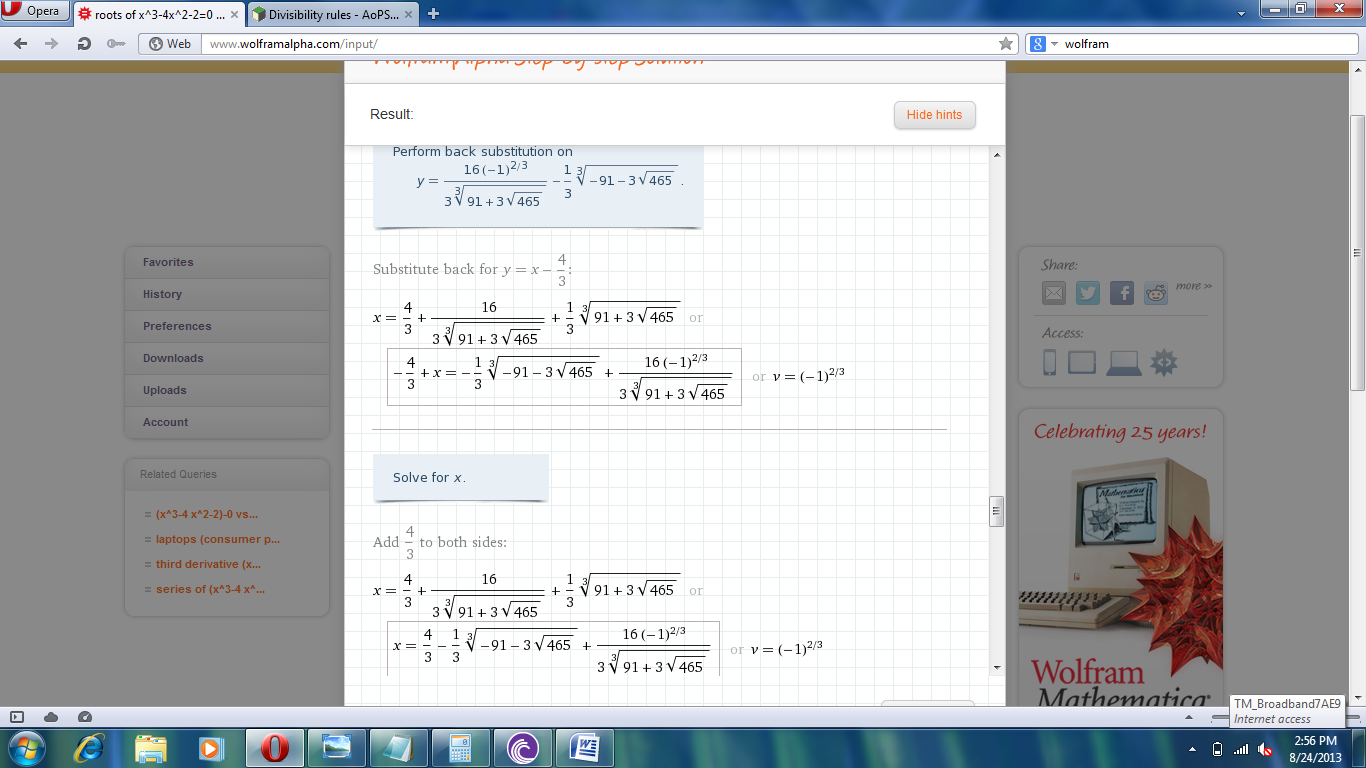 Opera
roots of x^3-4x^2-2=0 ...
Divisibility rules - AoPS...
Web
www.wolframalpha.com/input/
wolfram
WolframAlpha Step-by-step Solution
Result:
Hide hints
Perform back substitution on
y = 16 (−1)^2/3 / (3 ∛(91 + 3 √465)) − 1/3 ∛(−91 − 3 √465) .
Substitute back for y = x − 4/3:
x = 4/3 + 16 / (3 ∛(91 + 3 √465)) + 1/3 ∛(91 + 3 √465) or
− 4/3 + x = − 1/3 ∛(−91 − 3 √465) + 16 (−1)^2/3 / (3 ∛(91 + 3 √465)) or v = (−1)^2/3
Solve for x.
Add 4/3 to both sides:
x = 4/3 + 16 / (3 ∛(91 + 3 √465)) + 1/3 ∛(91 + 3 √465) or
x = 4/3 − 1/3 ∛(−91 − 3 √465) + 16 (−1)^2/3 / (3 ∛(91 + 3 √465)) or v = (−1)^2/3
Favorites
History
Preferences
Downloads
Uploads
Account
Related Queries
= (x^3-4 x^2-2)-0 vs...
= laptops (consumer p...
= third derivative (x...
= series of (x^3-4 x^...
Share:
more »
Access:
Celebrating 25 years!
Mathematica
Wolfram
Mathematica
TM_Broadband7AE9
Internet access
2:56 PM
8/24/2013